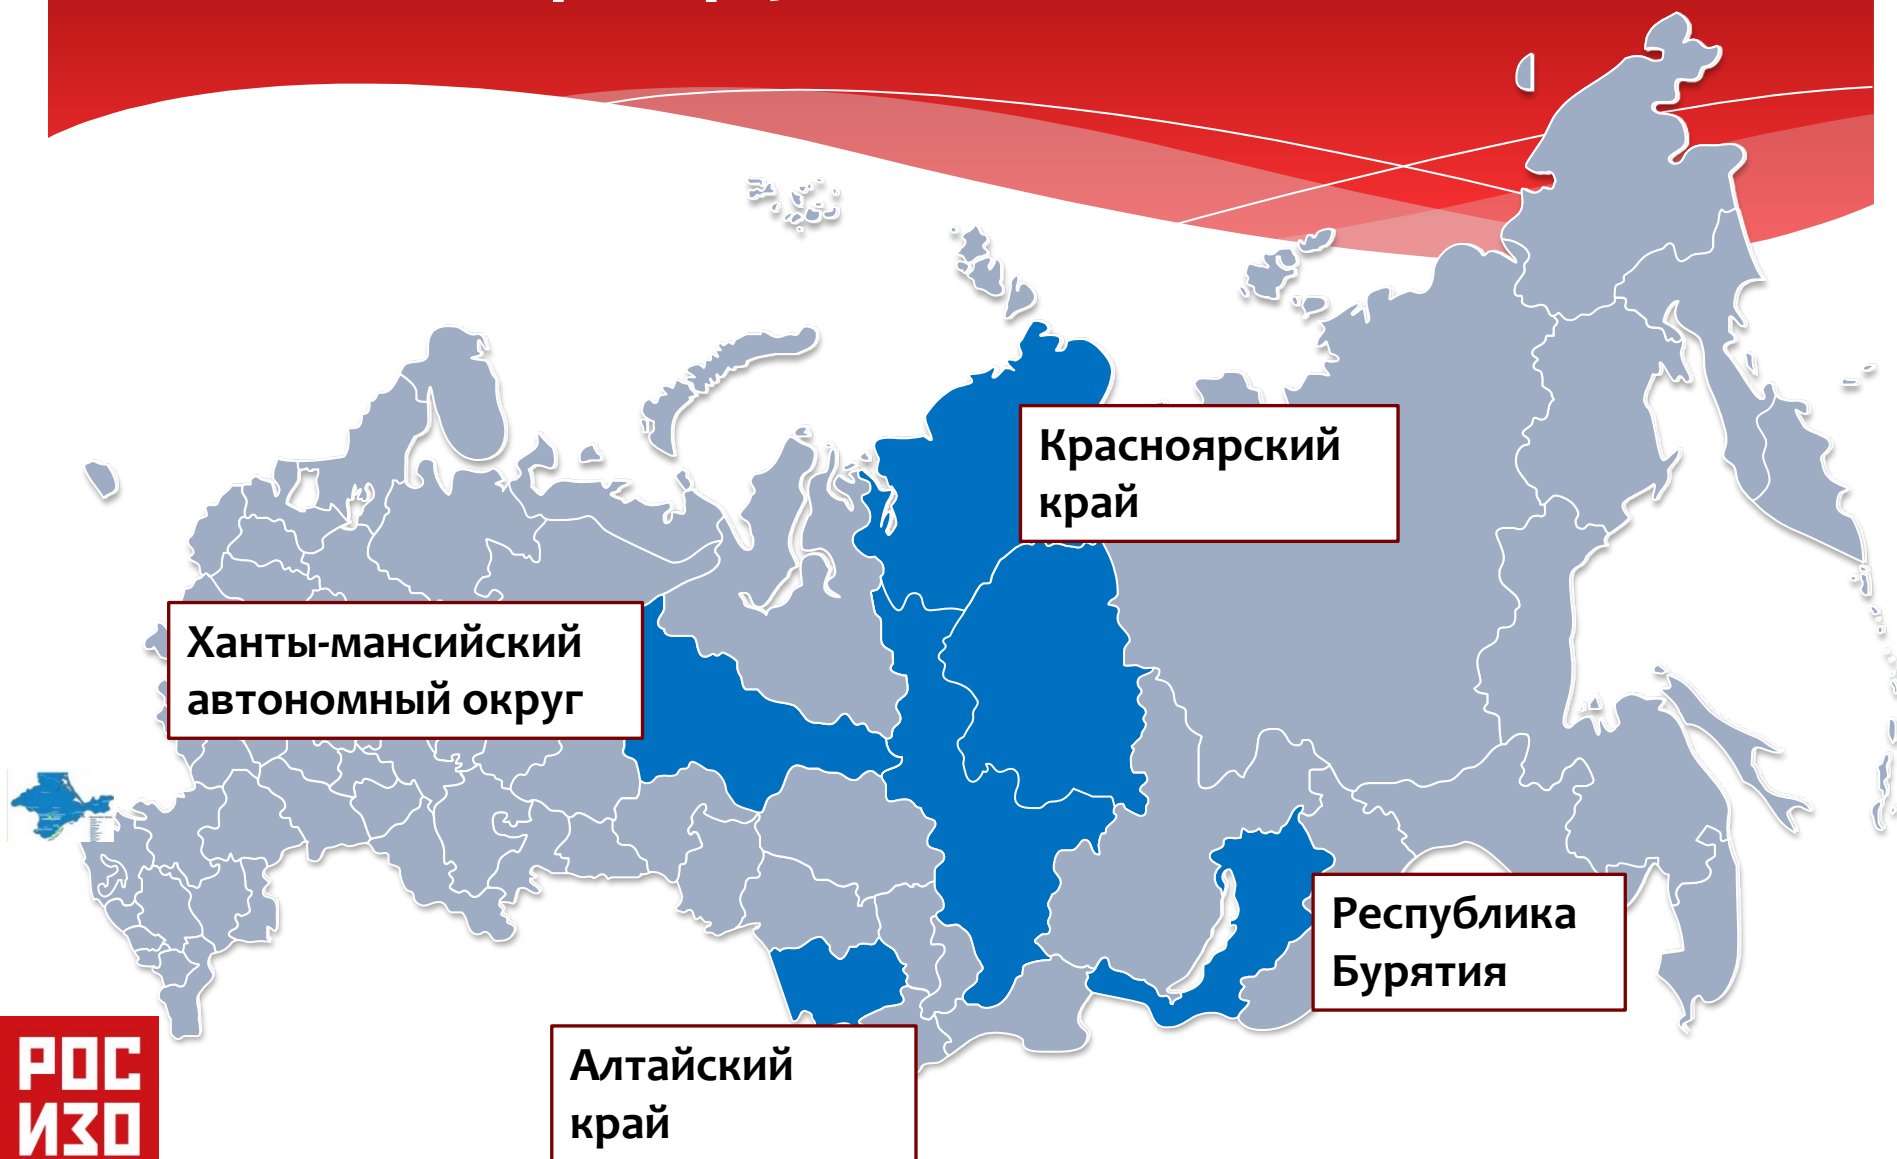 Красноярский
край
Ханты-мансийский
автономный округ
Республика
Бурятия
Алтайский
край
РОС
ИЗО